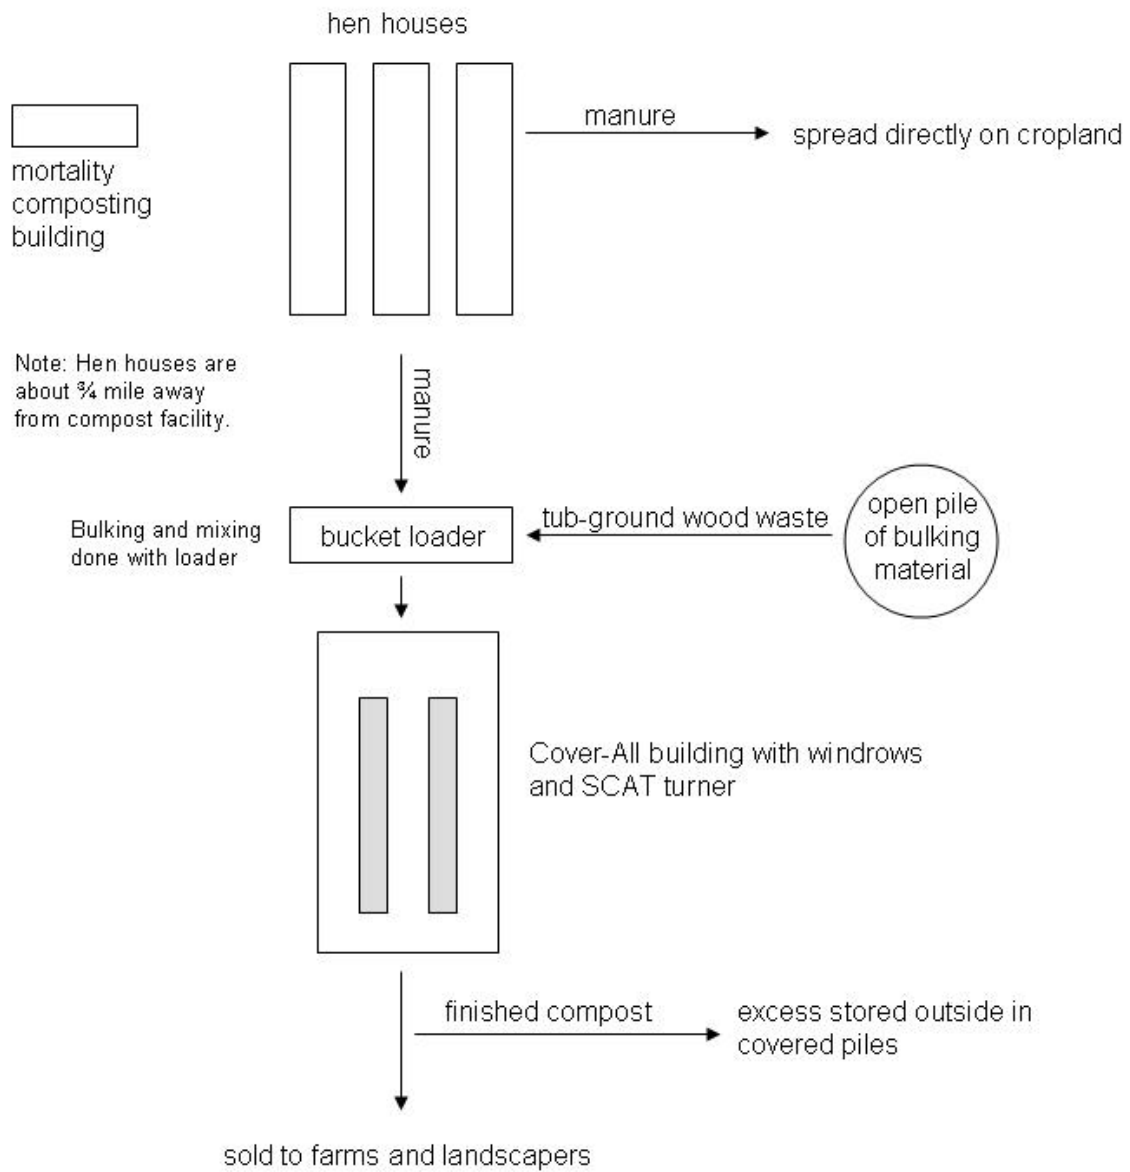 hen houses
manure
spread directly on cropland
mortality
composting
building
Note: Hen houses are
about ¾ mile away
from compost facility.
manure
Bulking and mixing
done with loader
bucket loader
tub-ground wood waste
open pile
of bulking
material
Cover-All building with windrows
and SCAT turner
finished compost
excess stored outside in
covered piles
sold to farms and landscapers